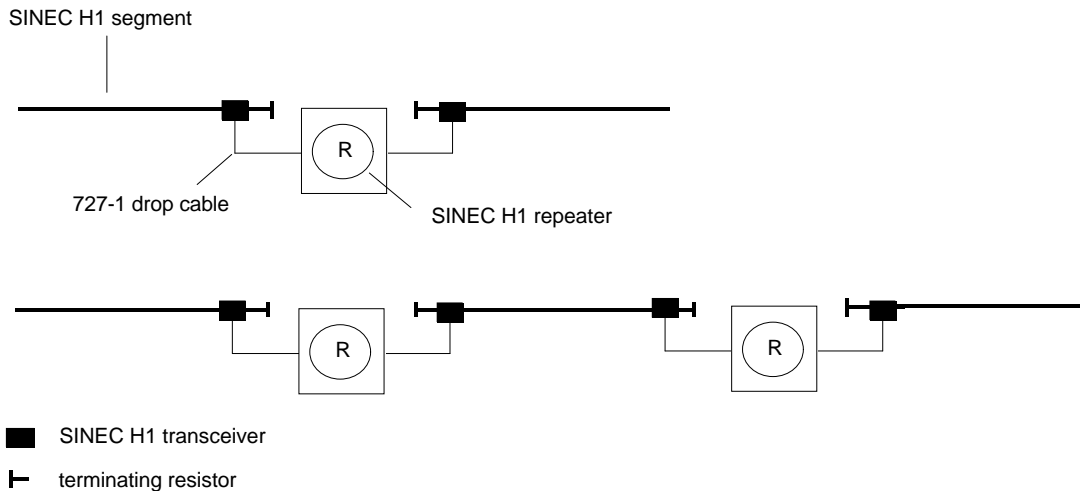 SINEC H1 segment
R
727-1 drop cable
SINEC H1 repeater
R
R
SINEC H1 transceiver
terminating resistor